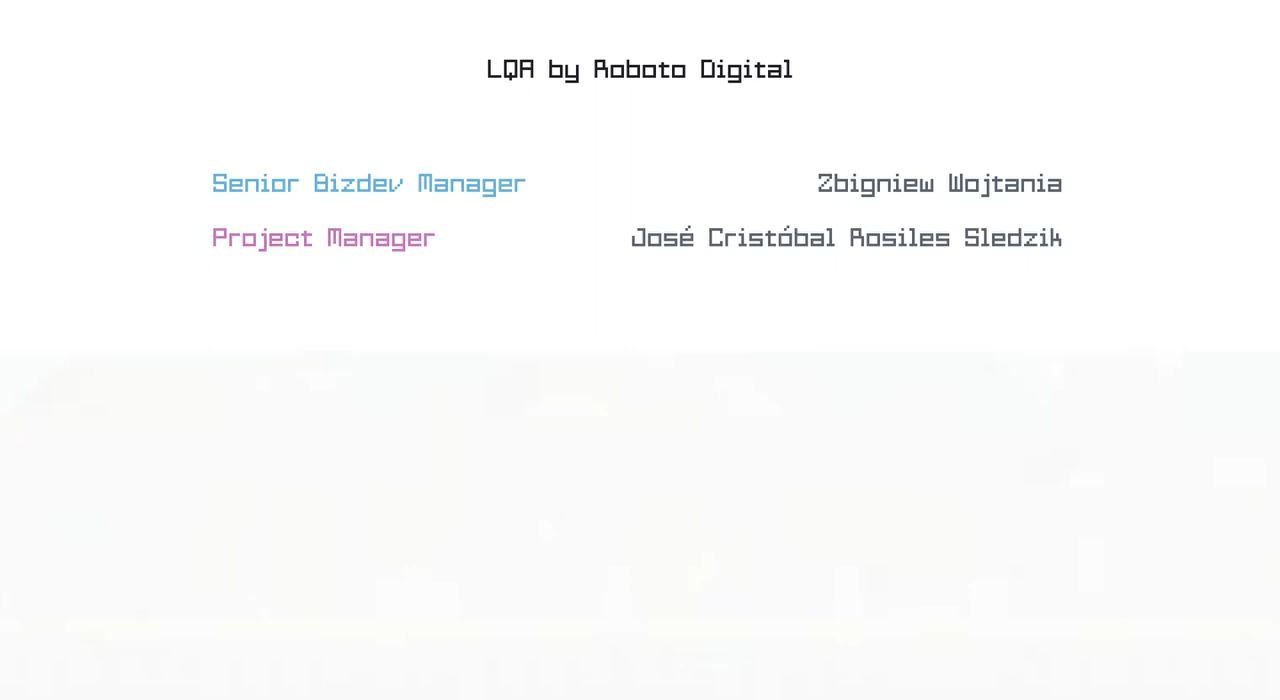 LQA by Roboto Digital
Senior Bizdev Manager Zbigniew Wojtania
Project Manager José Cristóbal Rosiles Sledzik